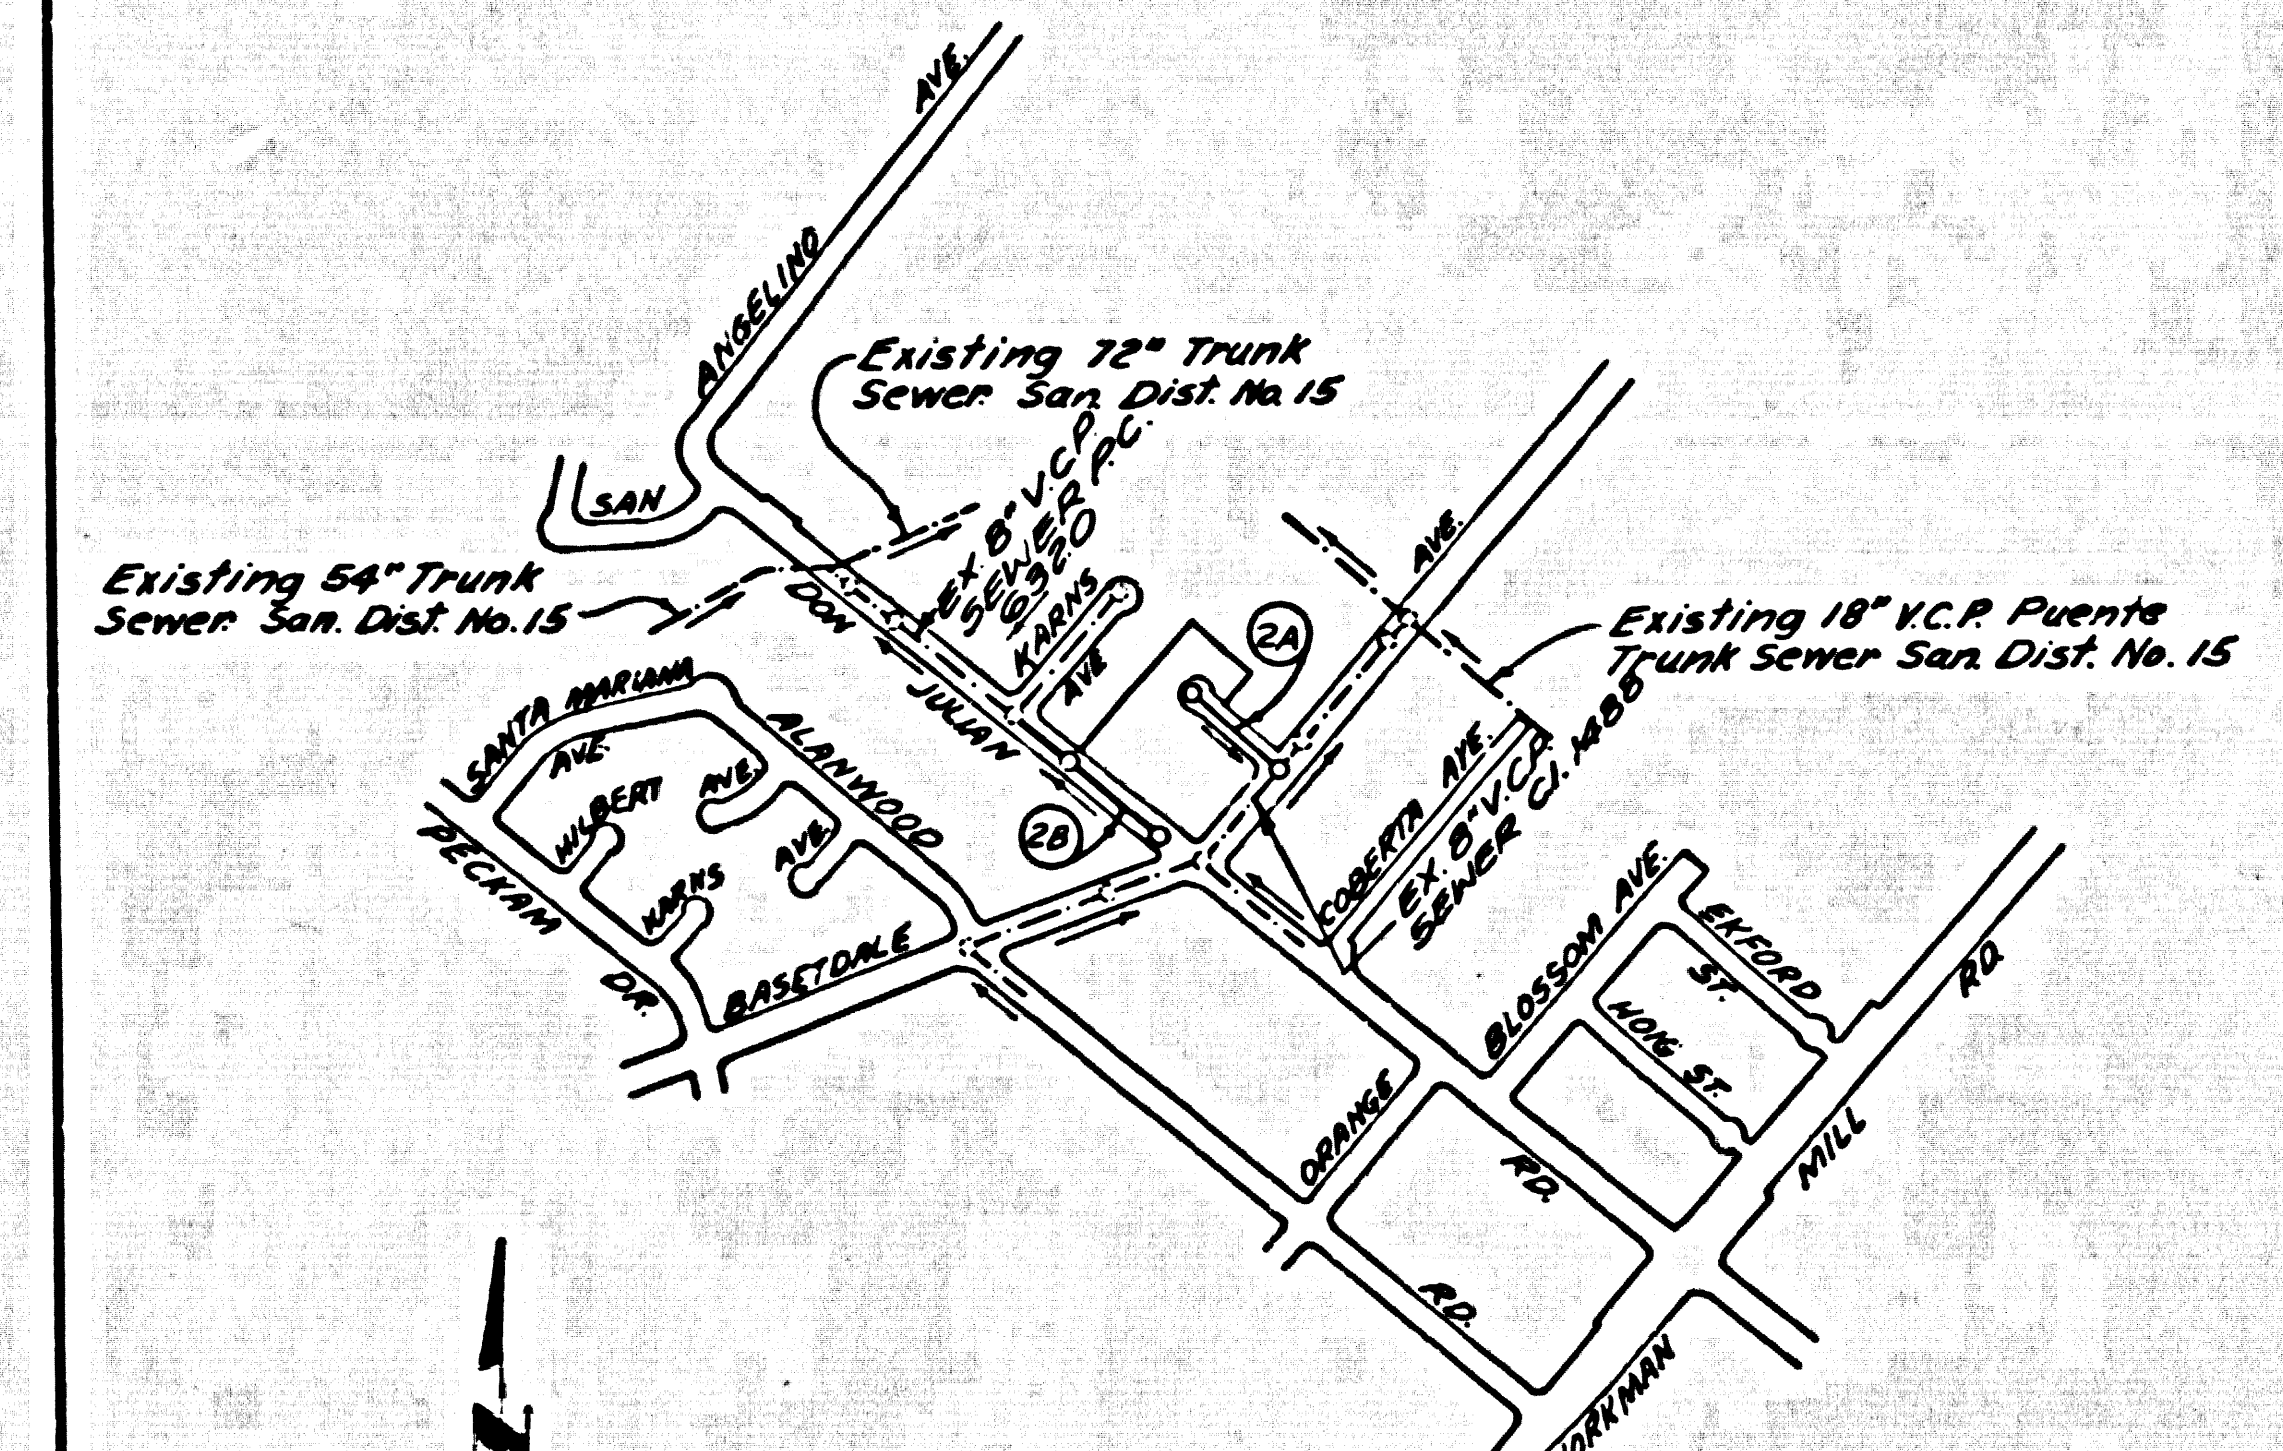 AVE.
ANGELINO
SAN
Existing 72" Trunk
Sewer San. Dist. No. 15
EX. 8" V.C.P.
SEWER P.C.
6320
KARNS
AVE
Existing 54" Trunk
Sewer San. Dist. No. 15
DON
JULIAN
2A
2B
AVE.
Existing 18" V.C.P. Puente
Trunk Sewer San. Dist. No. 15
COBERTA AVE.
EX. 8" V.C.P.
SEWER C.I. 1488
SANTA MARIANA
AVE.
ALANWOOD
HILBERT
AVE.
KARNS
AVE.
PECKAM
DR.
BASETDALE
BLOSSOM AVE.
EKFORD
ST.
WONG ST.
ORANGE
RD.
RD.
MILL
RD.
WORKMAN